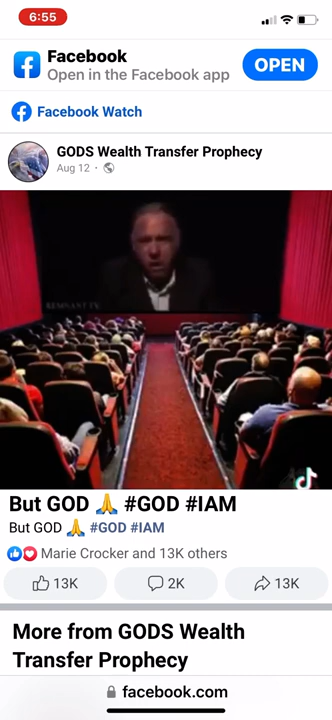 6:55
Facebook
Open in the Facebook app
OPEN
Facebook Watch
GODS Wealth Transfer Prophecy
Aug 12 ·
REMNANT TV
But GOD 🙏 #GOD #IAM
But GOD 🙏 #GOD #IAM
Marie Crocker and 13K others
13K
2K
13K
More from GODS Wealth
Transfer Prophecy
facebook.com